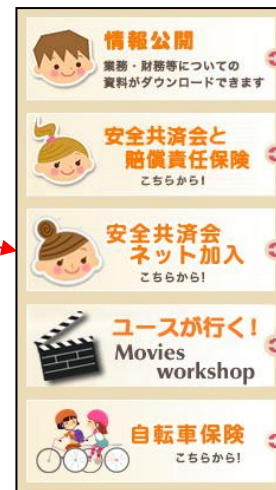 情報公開
業務・財務等についての
資料がダウンロードできます
安全共済会と
賠償責任保険
こちらから!
安全共済会
ネット加入
こちらから!
ユースが行く!
Movies
workshop
自転車保険
こちらから!